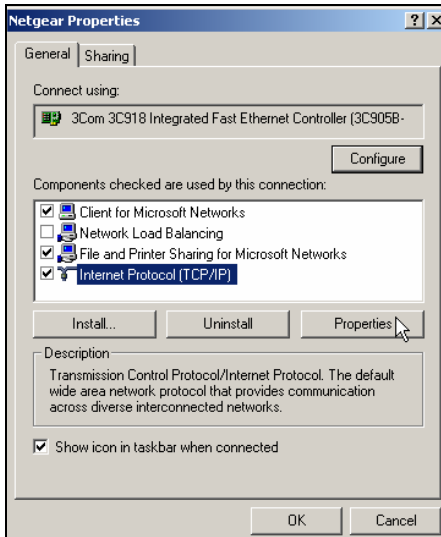 Netgear Properties
General Sharing
Connect using:
3Com 3C918 Integrated Fast Ethernet Controller (3C905B-
Configure
Components checked are used by this connection:
Client for Microsoft Networks
Network Load Balancing
File and Printer Sharing for Microsoft Networks
Internet Protocol (TCP/IP)
Install... Uninstall Properties
Description
Transmission Control Protocol/Internet Protocol. The default
wide area network protocol that provides communication
across diverse interconnected networks.
Show icon in taskbar when connected
OK Cancel